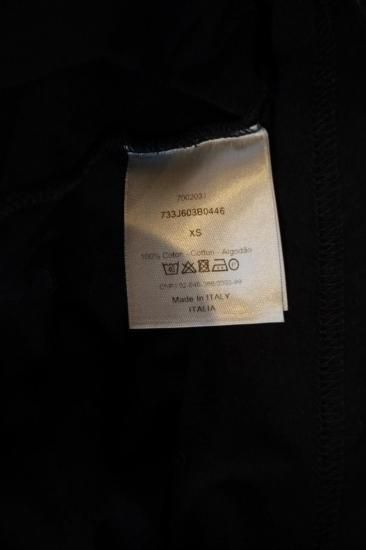 7002031
733J603B0446
XS
100% Coton - Cotton - Algodão
Made in ITALY
ITALIA